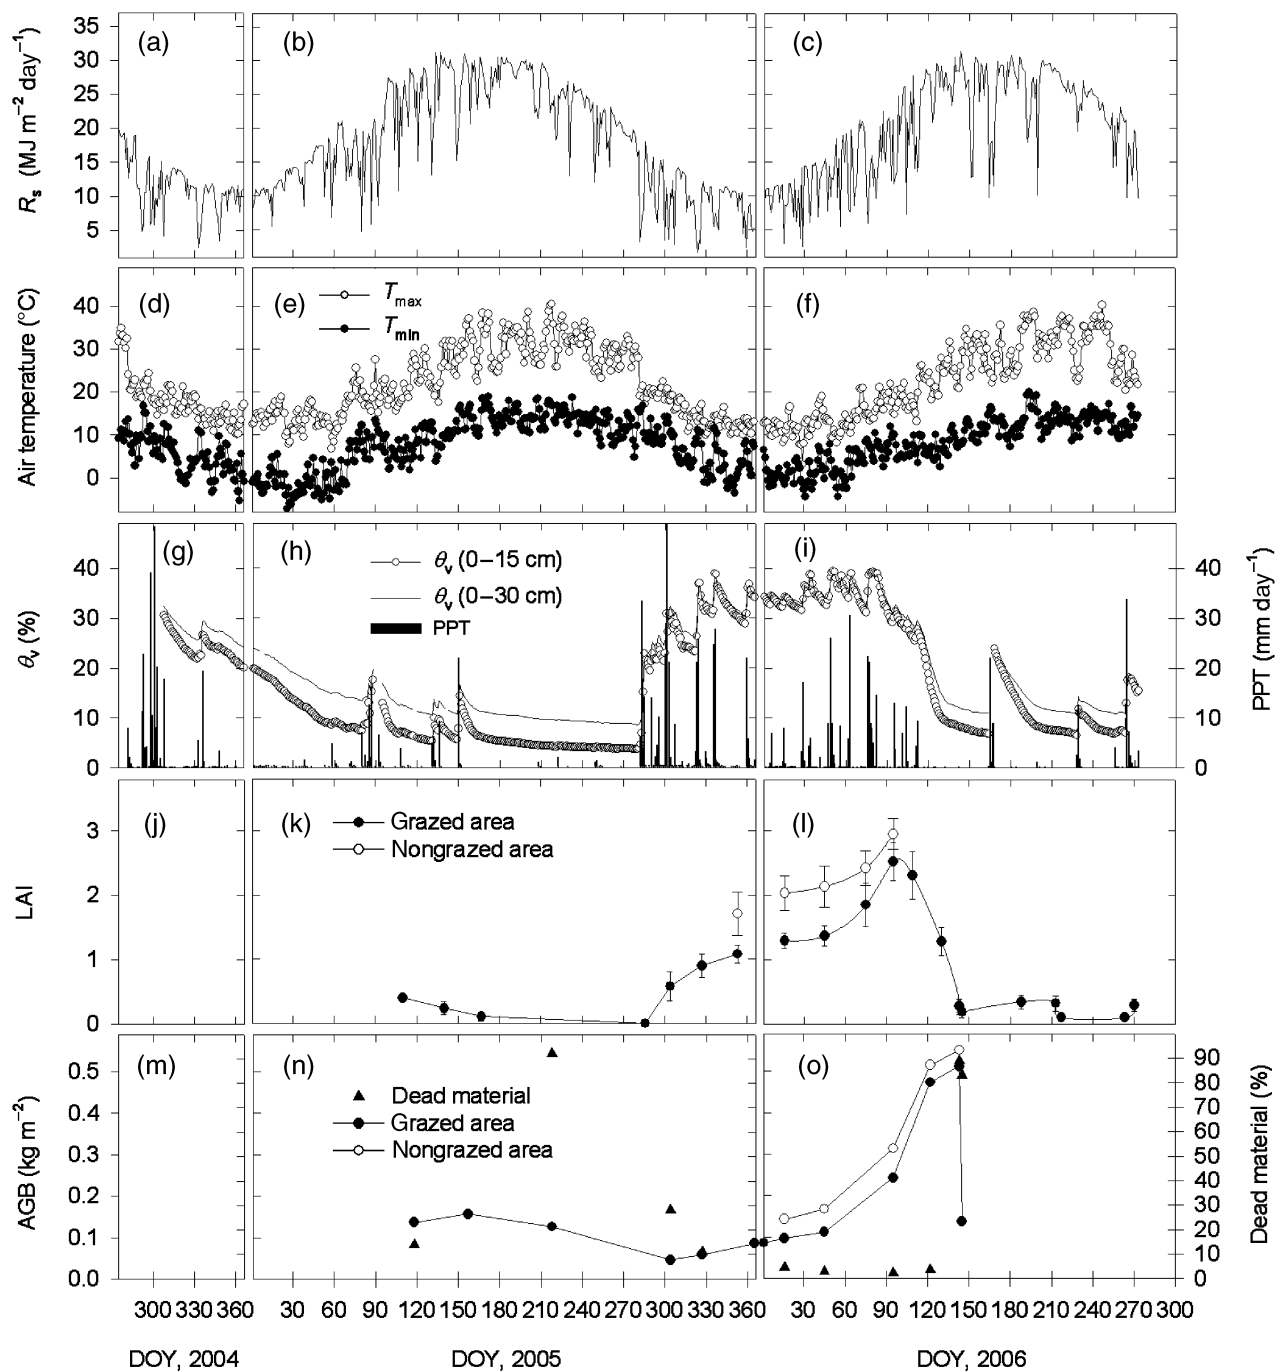 (a) (b) (c)
35
30
25
20
15
10
5
R_s (MJ m⁻² day⁻¹)
(d) (e) (f)
T_max
T_min
40
30
20
10
0
Air temperature (°C)
(g) (h) (i)
θ_v (0–15 cm)
θ_v (0–30 cm)
PPT
40 40
30 30
20 20
10 10
0 0
θ_v (%)
PPT (mm day⁻¹)
(j) (k) (l)
Grazed area
Nongrazed area
3
2
1
0
LAI
(m) (n) (o)
Dead material
Grazed area
Nongrazed area
0.5
0.4
0.3
0.2
0.1
0.0
AGB (kg m⁻²)
90
80
70
60
50
40
30
20
10
0
Dead material (%)
300 330 360 30 60 90 120 150 180 210 240 270 300 330 360 30 60 90 120 150 180 210 240 270 300
DOY, 2004 DOY, 2005 DOY, 2006